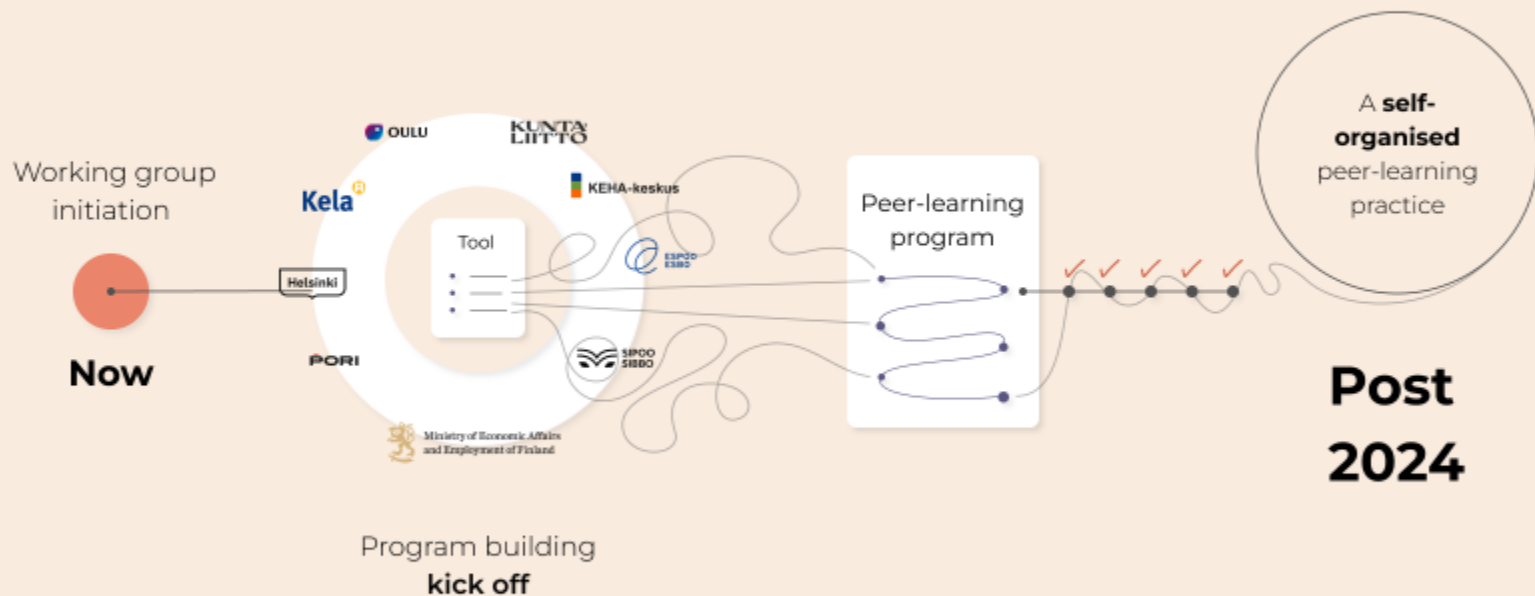 Working group
initiation
Now
OULU
KUNTA
LIITTO
Kela
KEHA-keskus
Tool
ESPOO
ESBO
Helsinki
PORI
SIPOO
SIBBO
Ministry of Economic Affairs
and Employment of Finland
Program building
kick off
Peer-learning
program
A self-
organised
peer-learning
practice
Post
2024